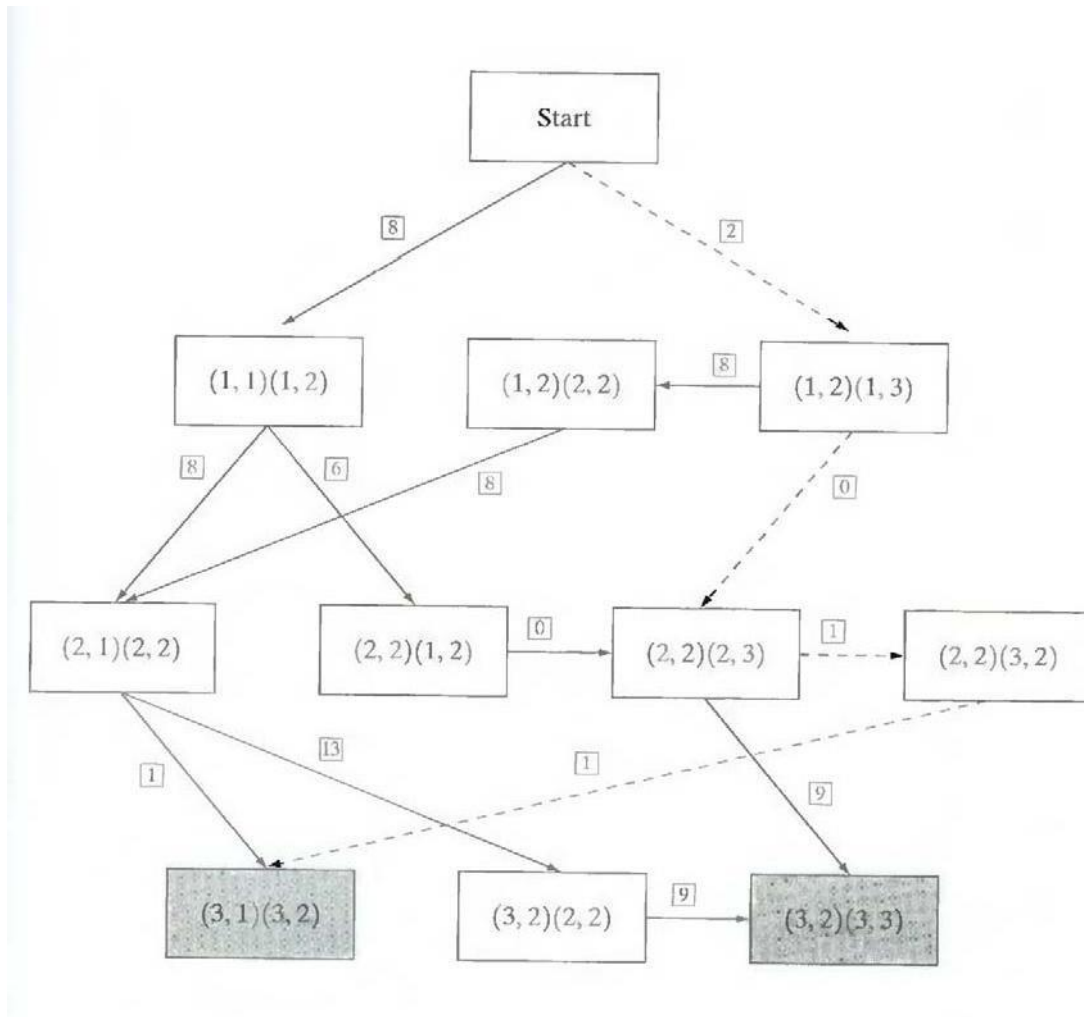 Start
8
2
(1, 1)(1, 2)
(1, 2)(2, 2)
8
(1, 2)(1, 3)
8
6
8
0
(2, 1)(2, 2)
(2, 2)(1, 2)
0
(2, 2)(2, 3)
1
(2, 2)(3, 2)
1
13
1
9
(3, 1)(3, 2)
(3, 2)(2, 2)
9
(3, 2)(3, 3)